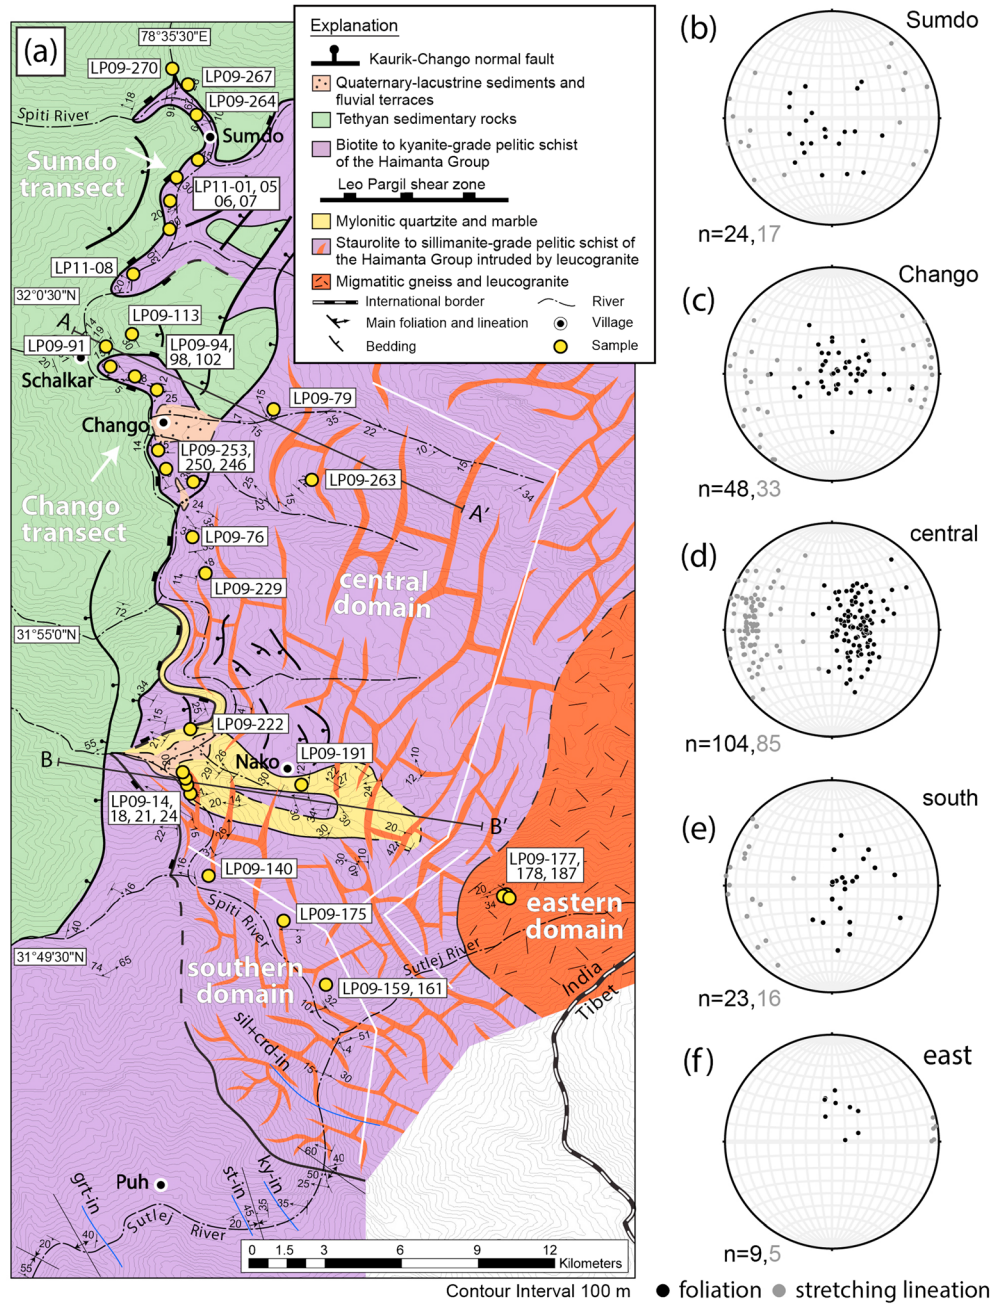 (a)
78°35'30"E
LP09-270
LP09-267
LP09-264
Spiti River
Sumdo
Sumdo
transect
LP11-01, 05
06, 07
LP11-08
32°0'30"N
LP09-113
A
LP09-91
LP09-94,
98, 102
Schalkar
LP09-79
Chango
LP09-253,
250, 246
LP09-263
A'
Chango
transect
LP09-76
central
domain
LP09-229
31°55'0"N
LP09-222
B
Nako
LP09-191
LP09-14,
18, 21, 24
B'
LP09-140
LP09-177,
178, 187
LP09-175
eastern
domain
Spiti River
Sutlej River
southern
domain
LP09-159, 161
31°49'30"N
India
Tibet
sil+crd-in
Puh
grt-in
st-in
ky-in
Sutlej River
0 1.5 3 6 9 12
Kilometers
Contour Interval 100 m
Explanation
Kaurik-Chango normal fault
Quaternary-lacustrine sediments and
fluvial terraces
Tethyan sedimentary rocks
Biotite to kyanite-grade pelitic schist
of the Haimanta Group
Leo Pargil shear zone
Mylonitic quartzite and marble
Staurolite to sillimanite-grade pelitic schist of
the Haimanta Group intruded by leucogranite
Migmatitic gneiss and leucogranite
International border
River
Main foliation and lineation
Village
Bedding
Sample
(b)
Sumdo
n=24,17
(c)
Chango
n=48,33
(d)
central
n=104,85
(e)
south
n=23,16
(f)
east
n=9,5
foliation
stretching lineation